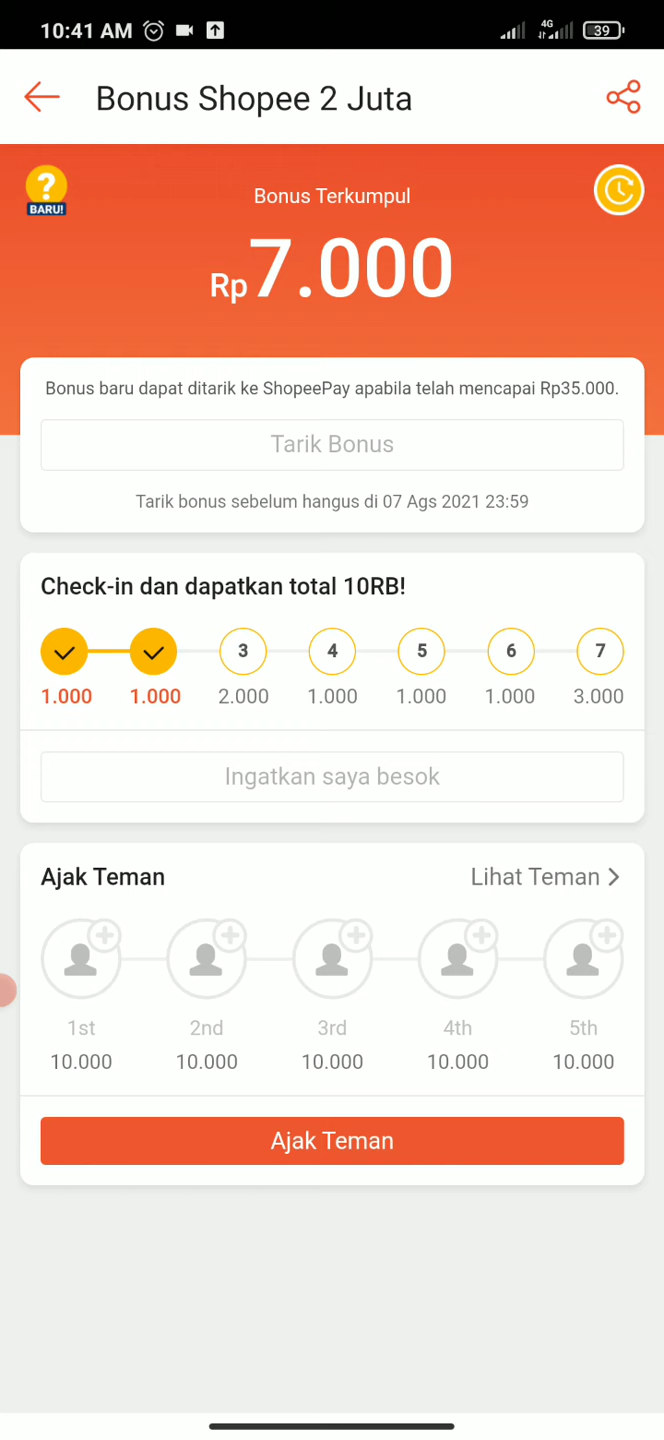 10:41 AM 4G 39
Bonus Shopee 2 Juta
?
BARU!
Bonus Terkumpul
Rp7.000
Bonus baru dapat ditarik ke ShopeePay apabila telah mencapai Rp35.000.
Tarik Bonus
Tarik bonus sebelum hangus di 07 Ags 2021 23:59
Check-in dan dapatkan total 10RB!
3 4 5 6 7
1.000 1.000 2.000 1.000 1.000 1.000 3.000
Ingatkan saya besok
Ajak Teman Lihat Teman
1st 2nd 3rd 4th 5th
10.000 10.000 10.000 10.000 10.000
Ajak Teman